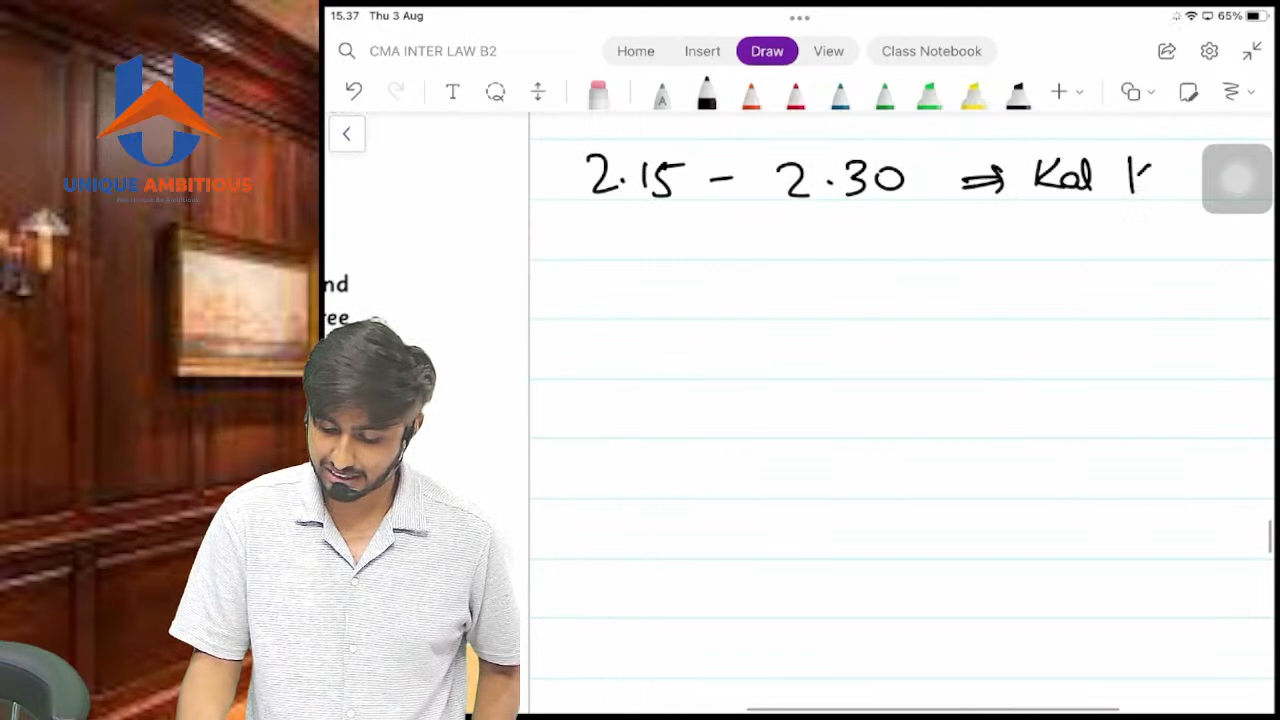 15.37 Thu 3 Aug
65%
CMA INTER LAW B2
Home Insert Draw View Class Notebook
UNIQUE AMBITIOUS
2.15 - 2.30 ⇒ Kal K
nd
ree